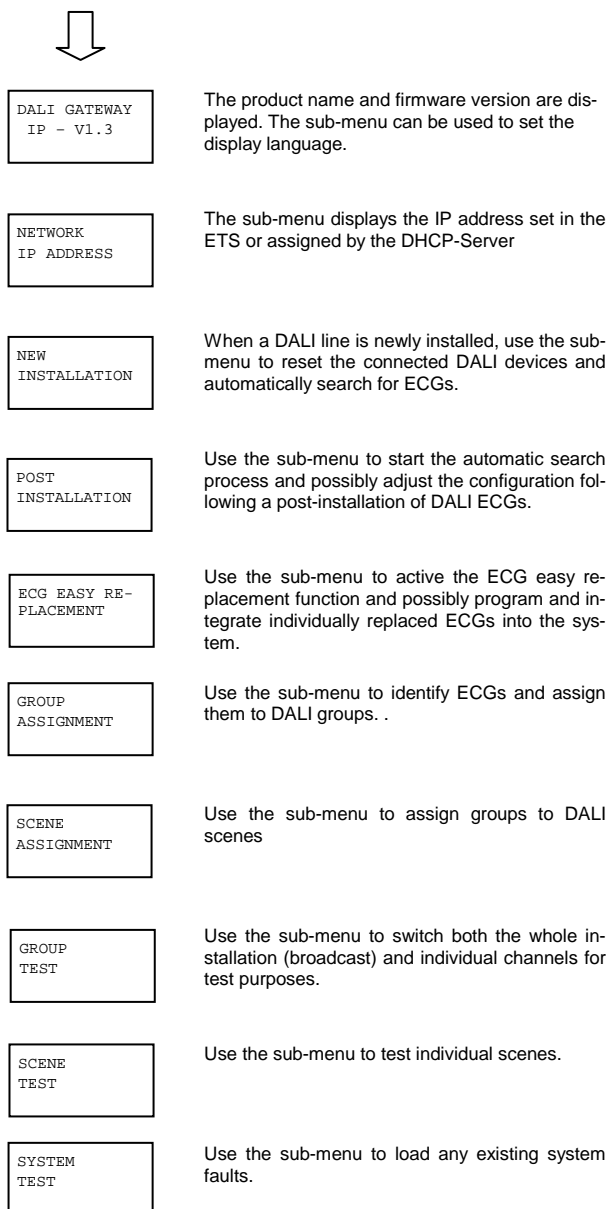 DALI GATEWAY
IP – V1.3
The product name and firmware version are dis-
played. The sub-menu can be used to set the
display language.
NETWORK
IP ADDRESS
The sub-menu displays the IP address set in the
ETS or assigned by the DHCP-Server
NEW
INSTALLATION
When a DALI line is newly installed, use the sub-
menu to reset the connected DALI devices and
automatically search for ECGs.
POST
INSTALLATION
Use the sub-menu to start the automatic search
process and possibly adjust the configuration fol-
lowing a post-installation of DALI ECGs.
ECG EASY RE-
PLACEMENT
Use the sub-menu to active the ECG easy re-
placement function and possibly program and in-
tegrate individually replaced ECGs into the sys-
tem.
GROUP
ASSIGNMENT
Use the sub-menu to identify ECGs and assign
them to DALI groups. .
SCENE
ASSIGNMENT
Use the sub-menu to assign groups to DALI
scenes
GROUP
TEST
Use the sub-menu to switch both the whole in-
stallation (broadcast) and individual channels for
test purposes.
SCENE
TEST
Use the sub-menu to test individual scenes.
SYSTEM
TEST
Use the sub-menu to load any existing system
faults.